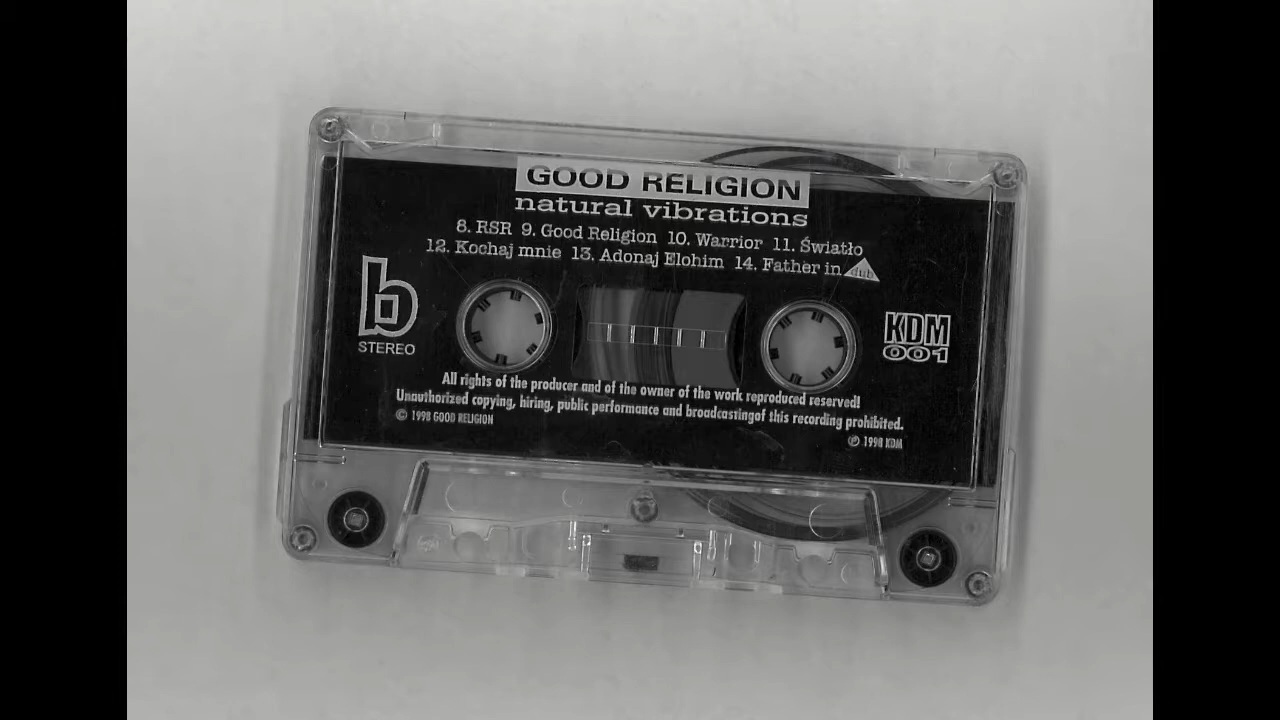 GOOD RELIGION
natural vibrations
8. RSR 9. Good Religion 10. Warrior 11. Światło
12. Kochaj mnie 13. Adonaj Elohim 14. Father in dub
b
STEREO
KDM
001
All rights of the producer and of the owner of the work reproduced reserved!
Unauthorized copying, hiring, public performance and broadcastingof this recording prohibited.
© 1998 GOOD RELIGION
℗ 1998 KDM